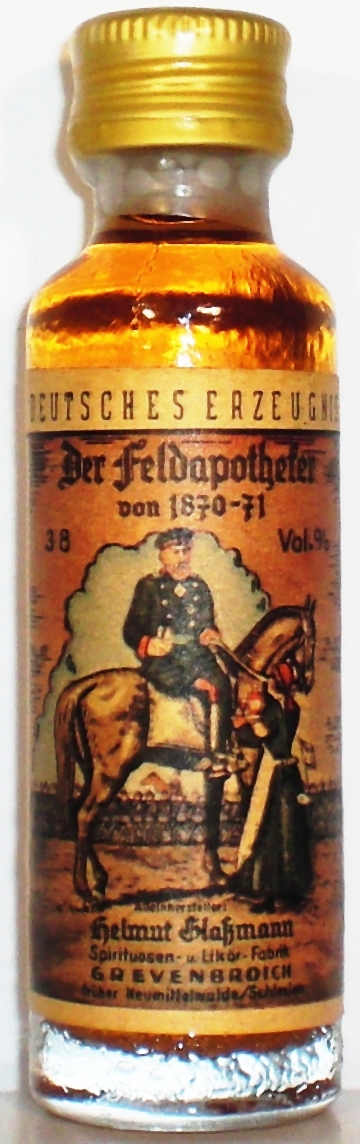 DEUTSCHES ERZEUGNIS
Der Feldapotheker
von 1870-71
38 Vol.%
Alleinhersteller:
Helmut Glaßmann
Spirituosen- u. Likör-Fabrik
GREVENBROICH
früher Neumittelwalde/Schlesien